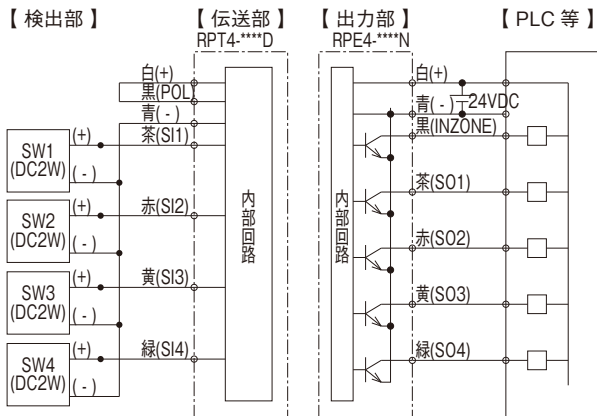 【 検出部 】 【 伝送部 】 【 出力部 】 【 PLC 等 】
RPT4-****D RPE4-****N
白(+) 白(+)
黒(POL)
青( - ) 青( - ) 24VDC
黒(INZONE)
SW1
(DC2W)
(+) 茶(SI1)
( - )
茶(SO1)
SW2
(DC2W)
(+) 赤(SI2)
( - )
赤(SO2)
内部回路 内部回路
SW3
(DC2W)
(+) 黄(SI3)
( - )
黄(SO3)
SW4
(DC2W)
(+) 緑(SI4)
( - )
緑(SO4)